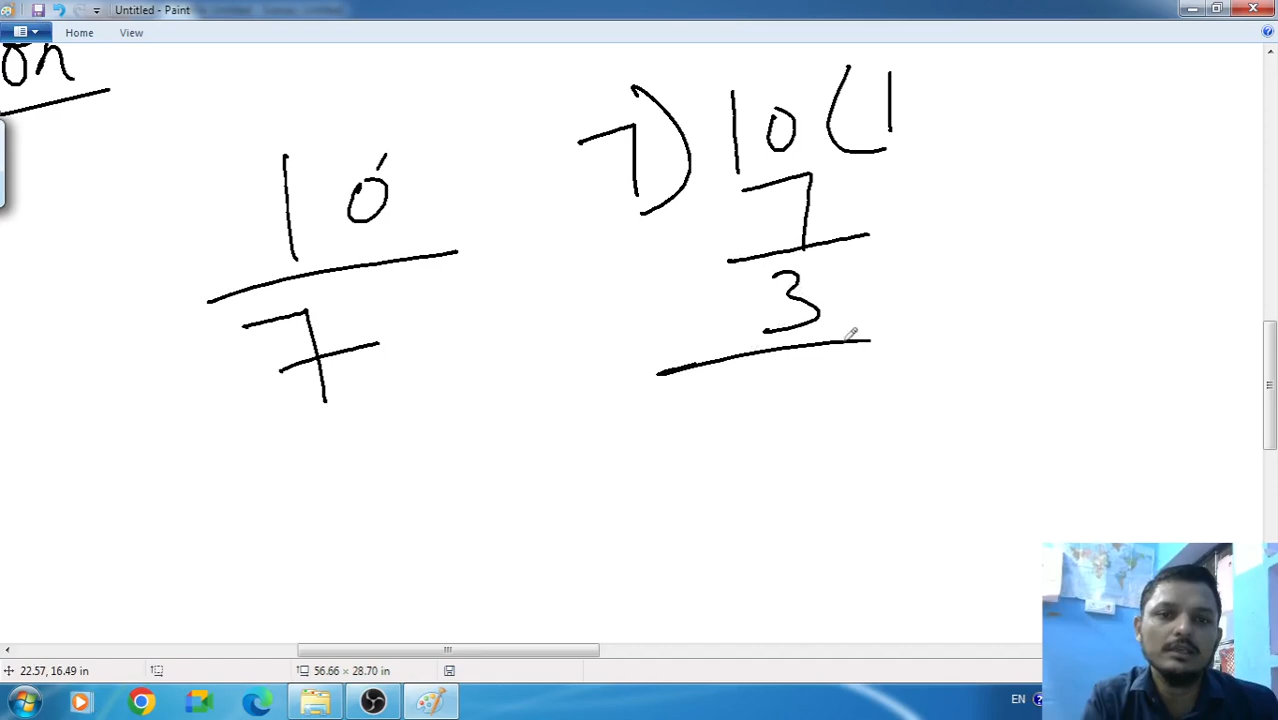 Untitled - Paint
Home View
on
10
7
7) 10 (1
7
3
22.57, 16.49 in
56.66 × 28.70 in
EN